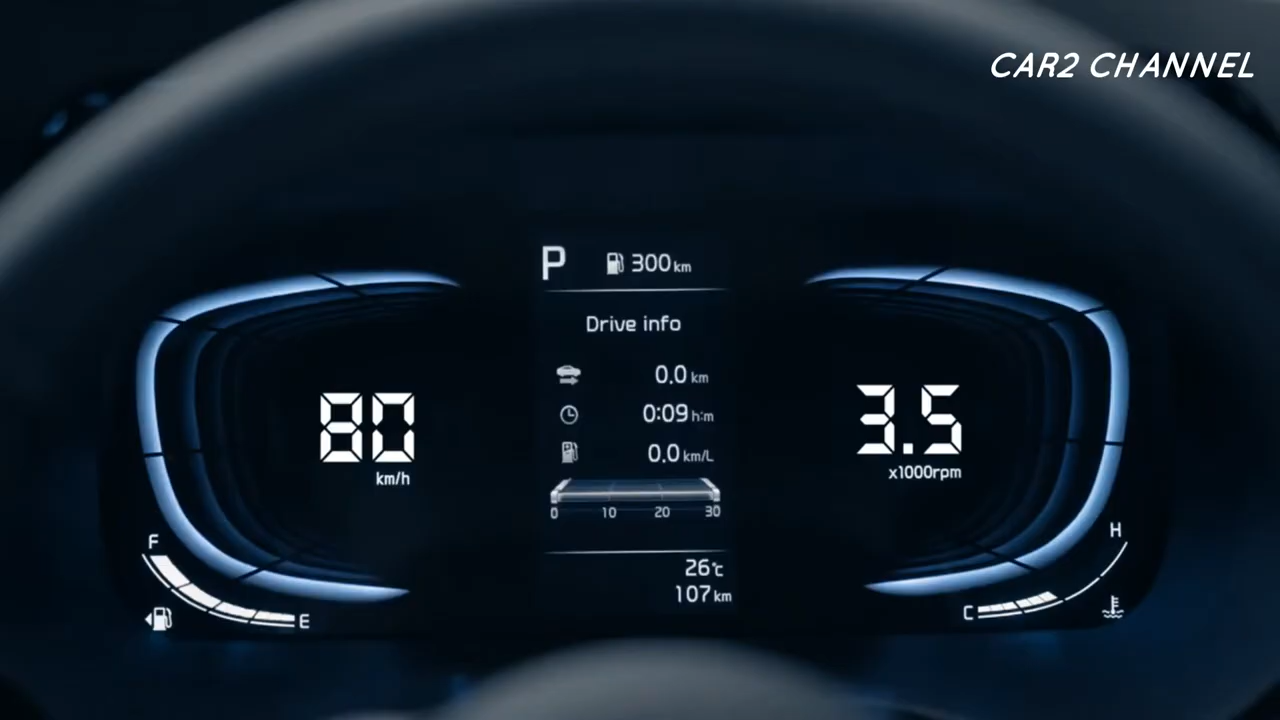 CAR2 CHANNEL
P 300 km
Drive info
0.0 km
0:09 h:m
0.0 km/L
0 10 20 30
26℃
107 km
80
km/h
F
E
3.5
x1000rpm
H
C